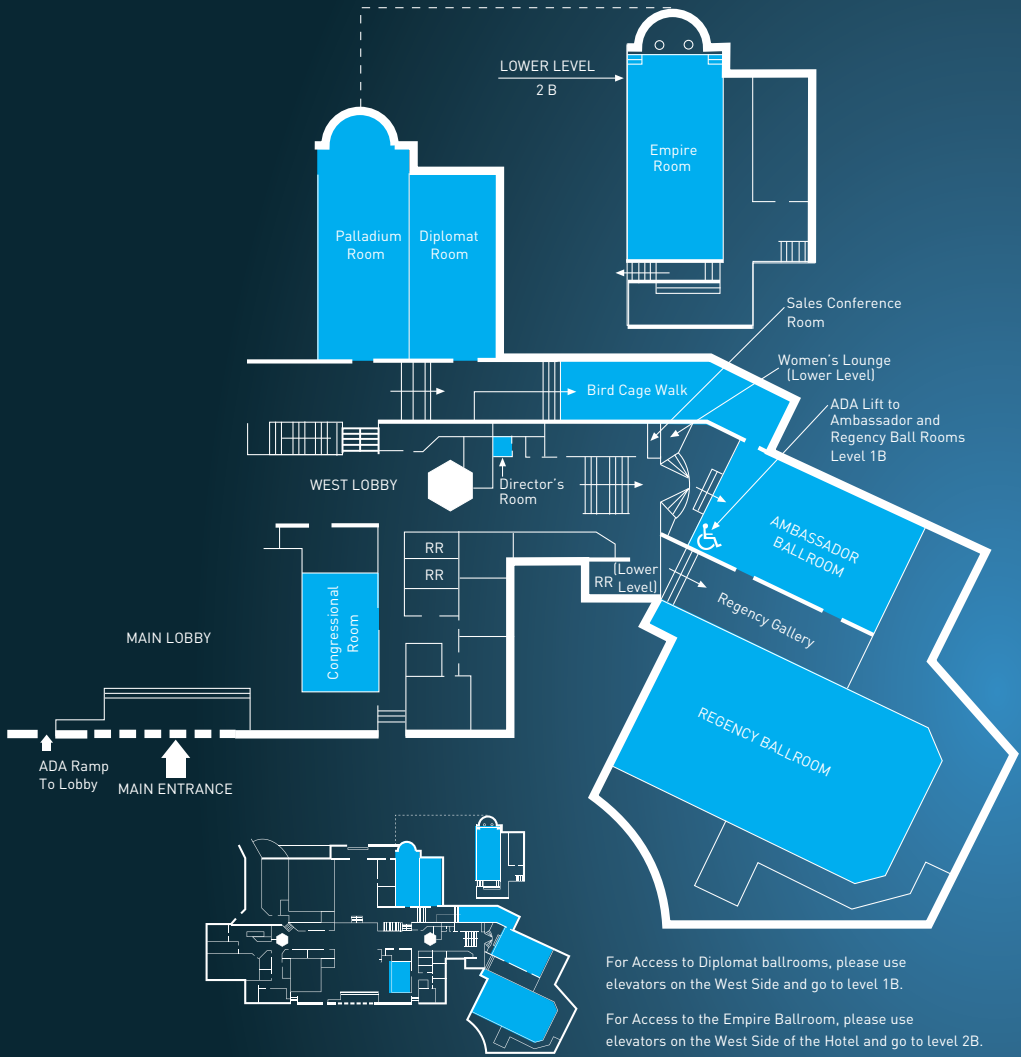 LOWER LEVEL
2 B
Empire
Room
Palladium
Room
Diplomat
Room
Sales Conference
Room
Women's Lounge
(Lower Level)
Bird Cage Walk
ADA Lift to
Ambassador and
Regency Ball Rooms
Level 1B
WEST LOBBY
Director's
Room
AMBASSADOR
BALLROOM
RR
RR
RR
(Lower
Level)
Regency Gallery
Congressional
Room
MAIN LOBBY
REGENCY BALLROOM
ADA Ramp
To Lobby
MAIN ENTRANCE
For Access to Diplomat ballrooms, please use
elevators on the West Side and go to level 1B.
For Access to the Empire Ballroom, please use
elevators on the West Side of the Hotel and go to level 2B.